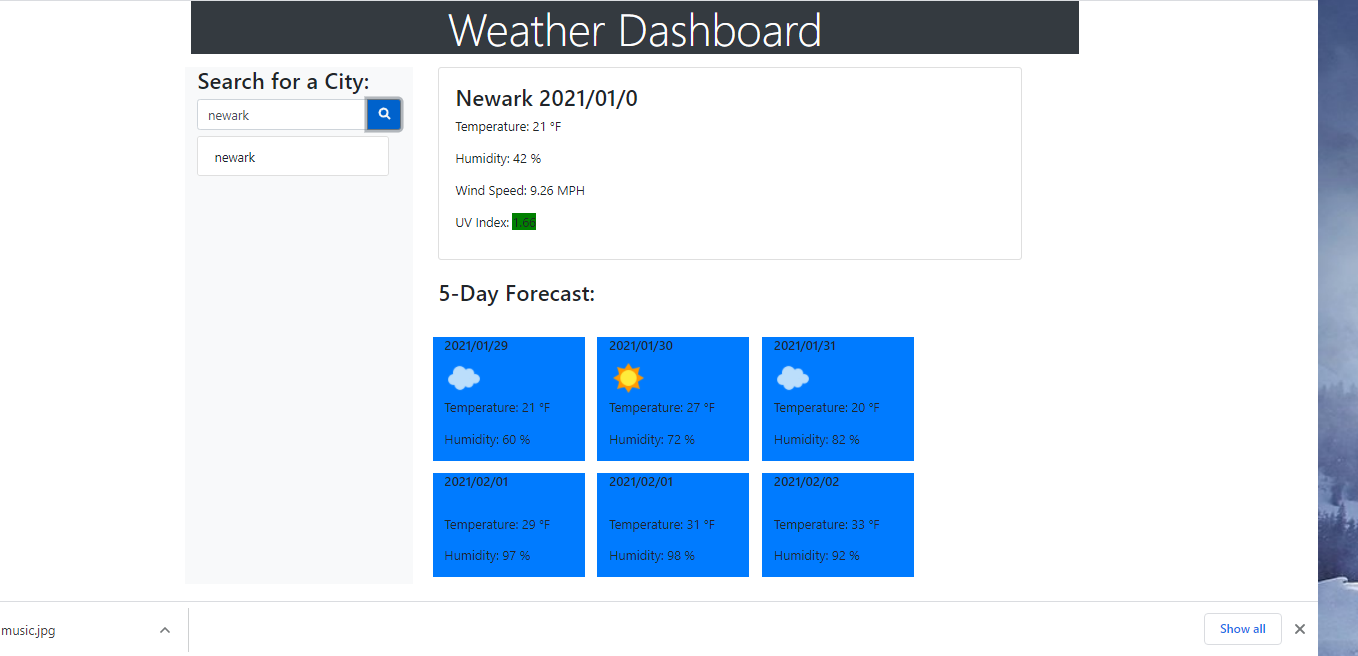 Weather Dashboard
Search for a City:
newark
newark
Newark 2021/01/0
Temperature: 21 °F
Humidity: 42 %
Wind Speed: 9.26 MPH
UV Index: 1.66
5-Day Forecast:
2021/01/29
Temperature: 21 °F
Humidity: 60 %
2021/01/30
Temperature: 27 °F
Humidity: 72 %
2021/01/31
Temperature: 20 °F
Humidity: 82 %
2021/02/01
Temperature: 29 °F
Humidity: 97 %
2021/02/01
Temperature: 31 °F
Humidity: 98 %
2021/02/02
Temperature: 33 °F
Humidity: 92 %
music.jpg
Show all